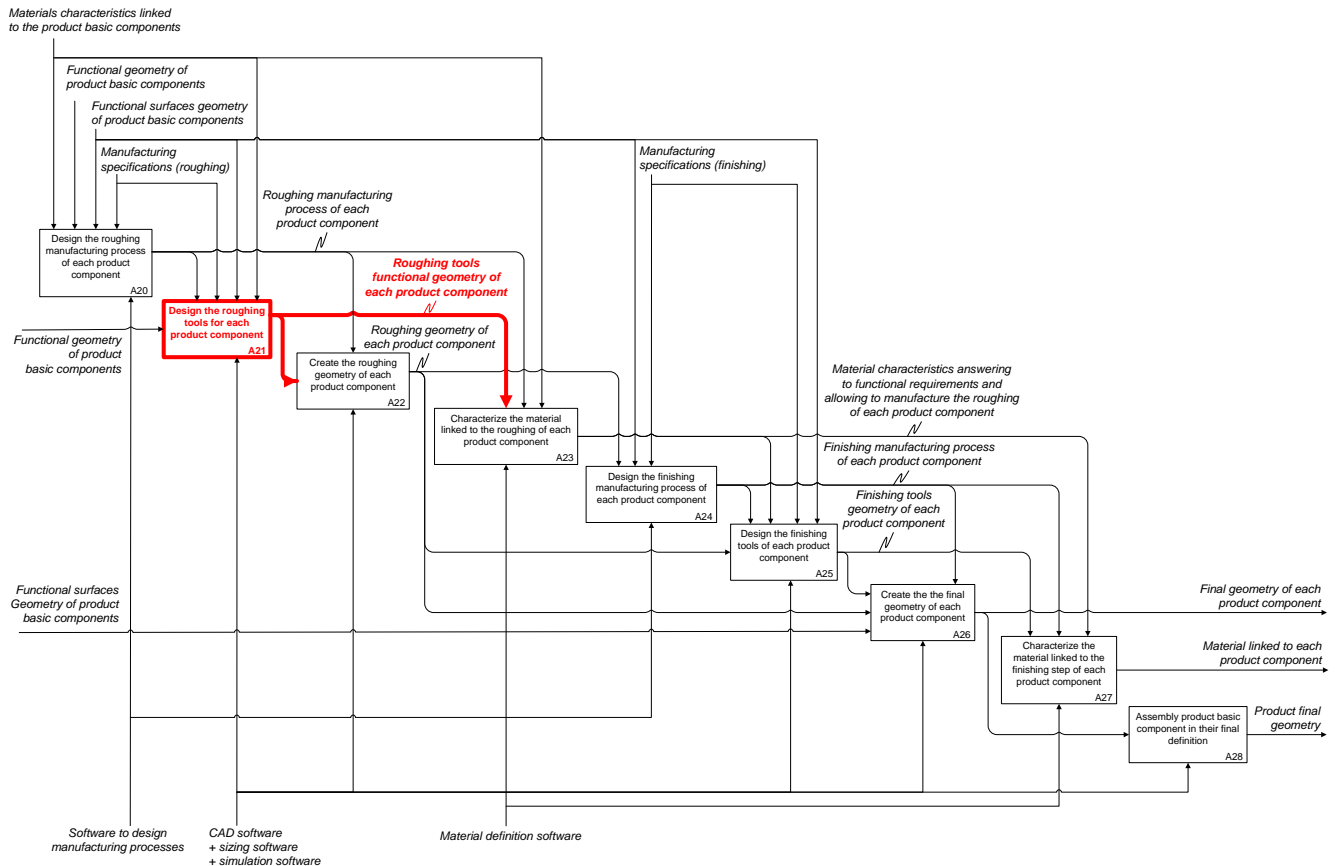 Materials characteristics linked
to the product basic components
Functional geometry of
product basic components
Functional surfaces geometry
of product basic components
Manufacturing
specifications (roughing)
Manufacturing
specifications (finishing)
Roughing manufacturing
process of each
product component
Design the roughing
manufacturing process
of each product
component
A20
Roughing tools
functional geometry of
each product component
Design the roughing
tools for each
product component
A21
Functional geometry
of product
basic components
Roughing geometry of
each product component
Create the roughing
geometry of each
product component
A22
Material characteristics answering
to functional requirements and
allowing to manufacture the roughing
of each product component
Characterize the material
linked to the roughing of each
product component
A23
Finishing manufacturing process
of each product component
Design the finishing
manufacturing process of
each product component
A24
Finishing tools
geometry of each
product component
Design the finishing
tools of each product
component
A25
Functional surfaces
Geometry of product
basic components
Create the the final
geometry of each
product component
A26
Final geometry of each
product component
Characterize the
material linked to the
finishing step of each
product component
A27
Material linked to each
product component
Assembly product basic
component in their final
definition
A28
Product final
geometry
Software to design
manufacturing processes
CAD software
+ sizing software
+ simulation software
Material definition software